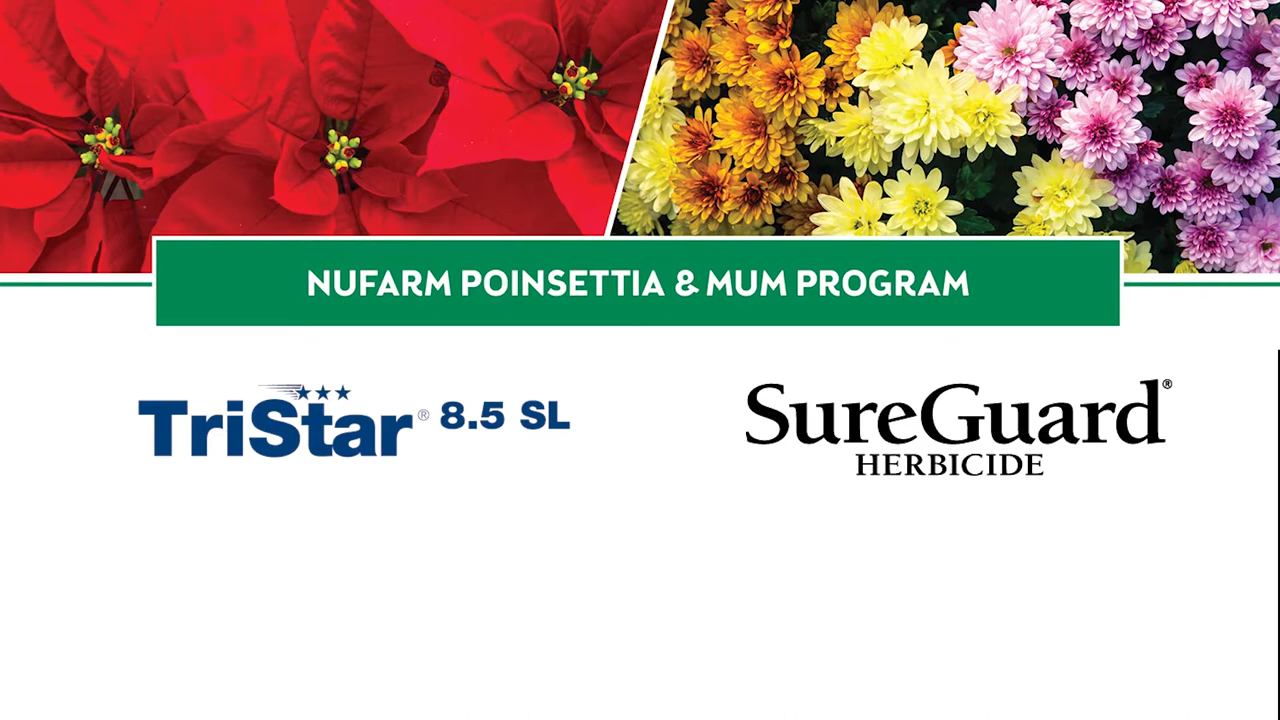 NUFARM POINSETTIA & MUM PROGRAM
TriStar® 8.5 SL
SureGuard®
HERBICIDE